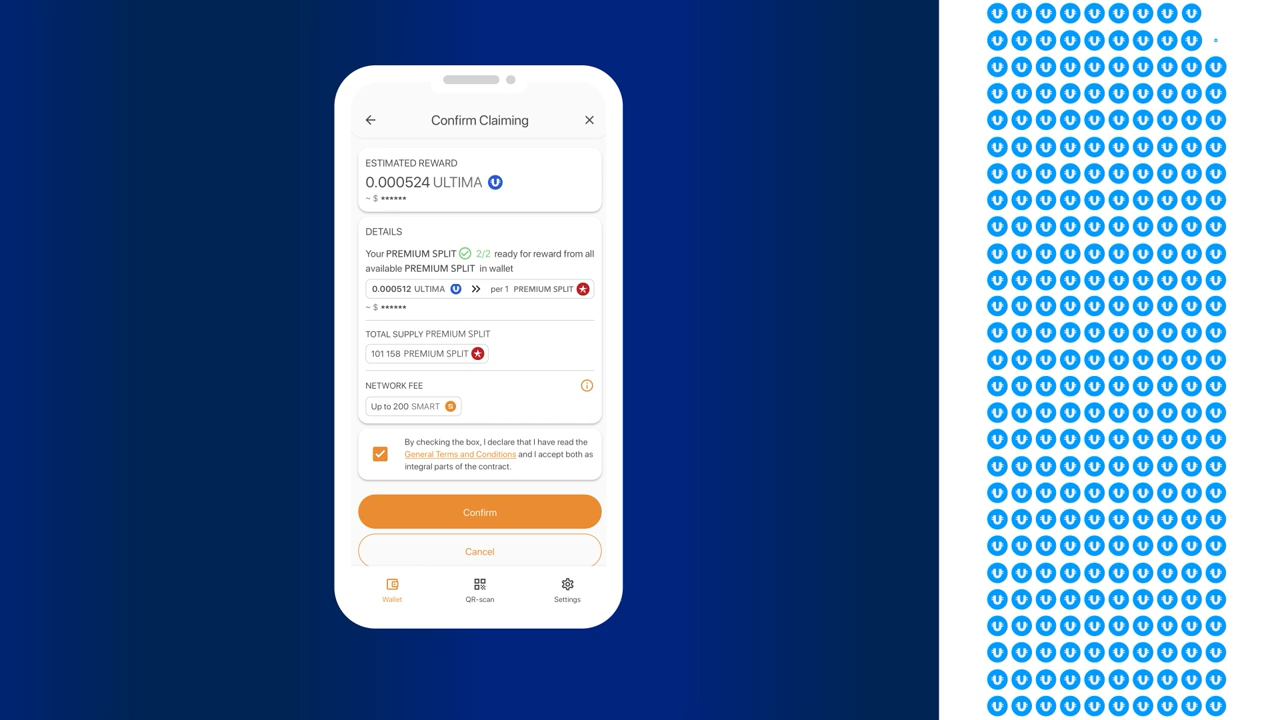 Confirm Claiming
ESTIMATED REWARD
0.000524 ULTIMA
~ $ ******
DETAILS
Your PREMIUM SPLIT 2/2 ready for reward from all
available PREMIUM SPLIT in wallet
0.000512 ULTIMA » per 1 PREMIUM SPLIT
~ $ ******
TOTAL SUPPLY PREMIUM SPLIT
101 158 PREMIUM SPLIT
NETWORK FEE
Up to 200 SMART
By checking the box, I declare that I have read the
General Terms and Conditions and I accept both as
integral parts of the contract.
Confirm
Cancel
Wallet QR-scan Settings